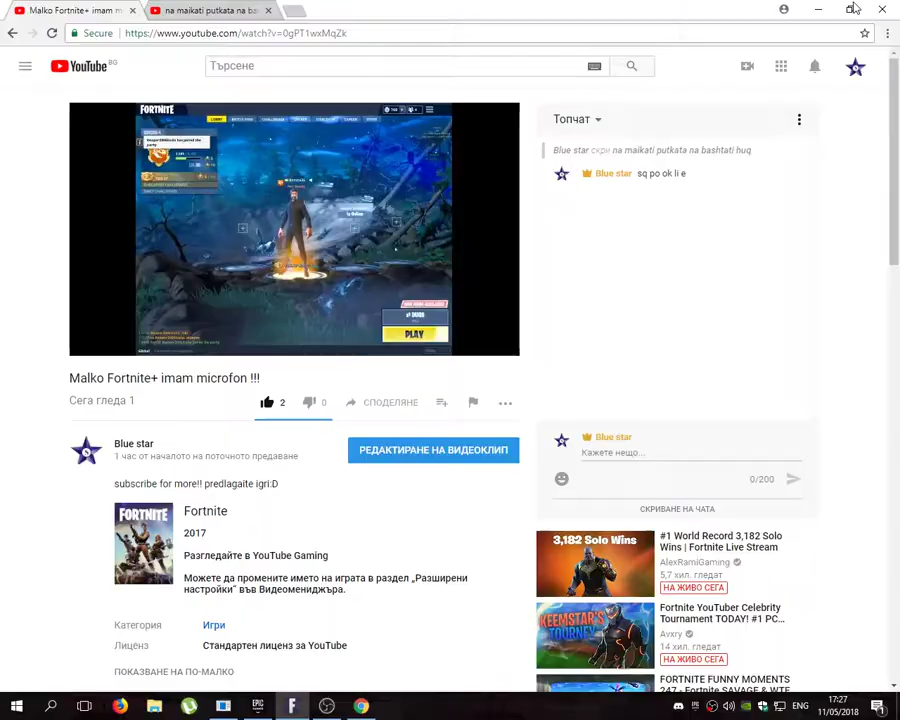 Malko Fortnite+ imam m
na maikati putkata na ba
Secure
https://www.youtube.com/watch?v=0gPT1wxMqZk
YouTube BG
Търсене
FORTNITE
PLAY
Топчат
Blue star скри na maikati putkata na bashtati huq
Blue star sq po ok li e
Malko Fortnite+ imam microfon !!!
Сега гледа 1
2
0
СПОДЕЛЯНЕ
Blue star
1 час от началото на поточното предаване
РЕДАКТИРАНЕ НА ВИДЕОКЛИП
subscribe for more!! predlagaite igri:D
FORTNITE
Fortnite
2017
Разгледайте в YouTube Gaming
Можете да промените името на играта в раздел „Разширени
настройки" във Видеомениджъра.
Категория
Игри
Лиценз
Стандартен лиценз за YouTube
ПОКАЗВАНЕ НА ПО-МАЛКО
Blue star
Кажете нещо...
0/200
СКРИВАНЕ НА ЧАТА
3,182 Solo Wins
#1 World Record 3,182 Solo
Wins | Fortnite Live Stream
AlexRamiGaming
5,7 хил. гледат
НА ЖИВО СЕГА
KEEMSTAR'S
TOURNEY
Fortnite YouTuber Celebrity
Tournament TODAY! #1 PC...
Avxry
14 хил. гледат
НА ЖИВО СЕГА
FORTNITE FUNNY MOMENTS
247 - Fortnite SAVAGE & WTF
EPIC
F
ENG
17:27
11/05/2018
1